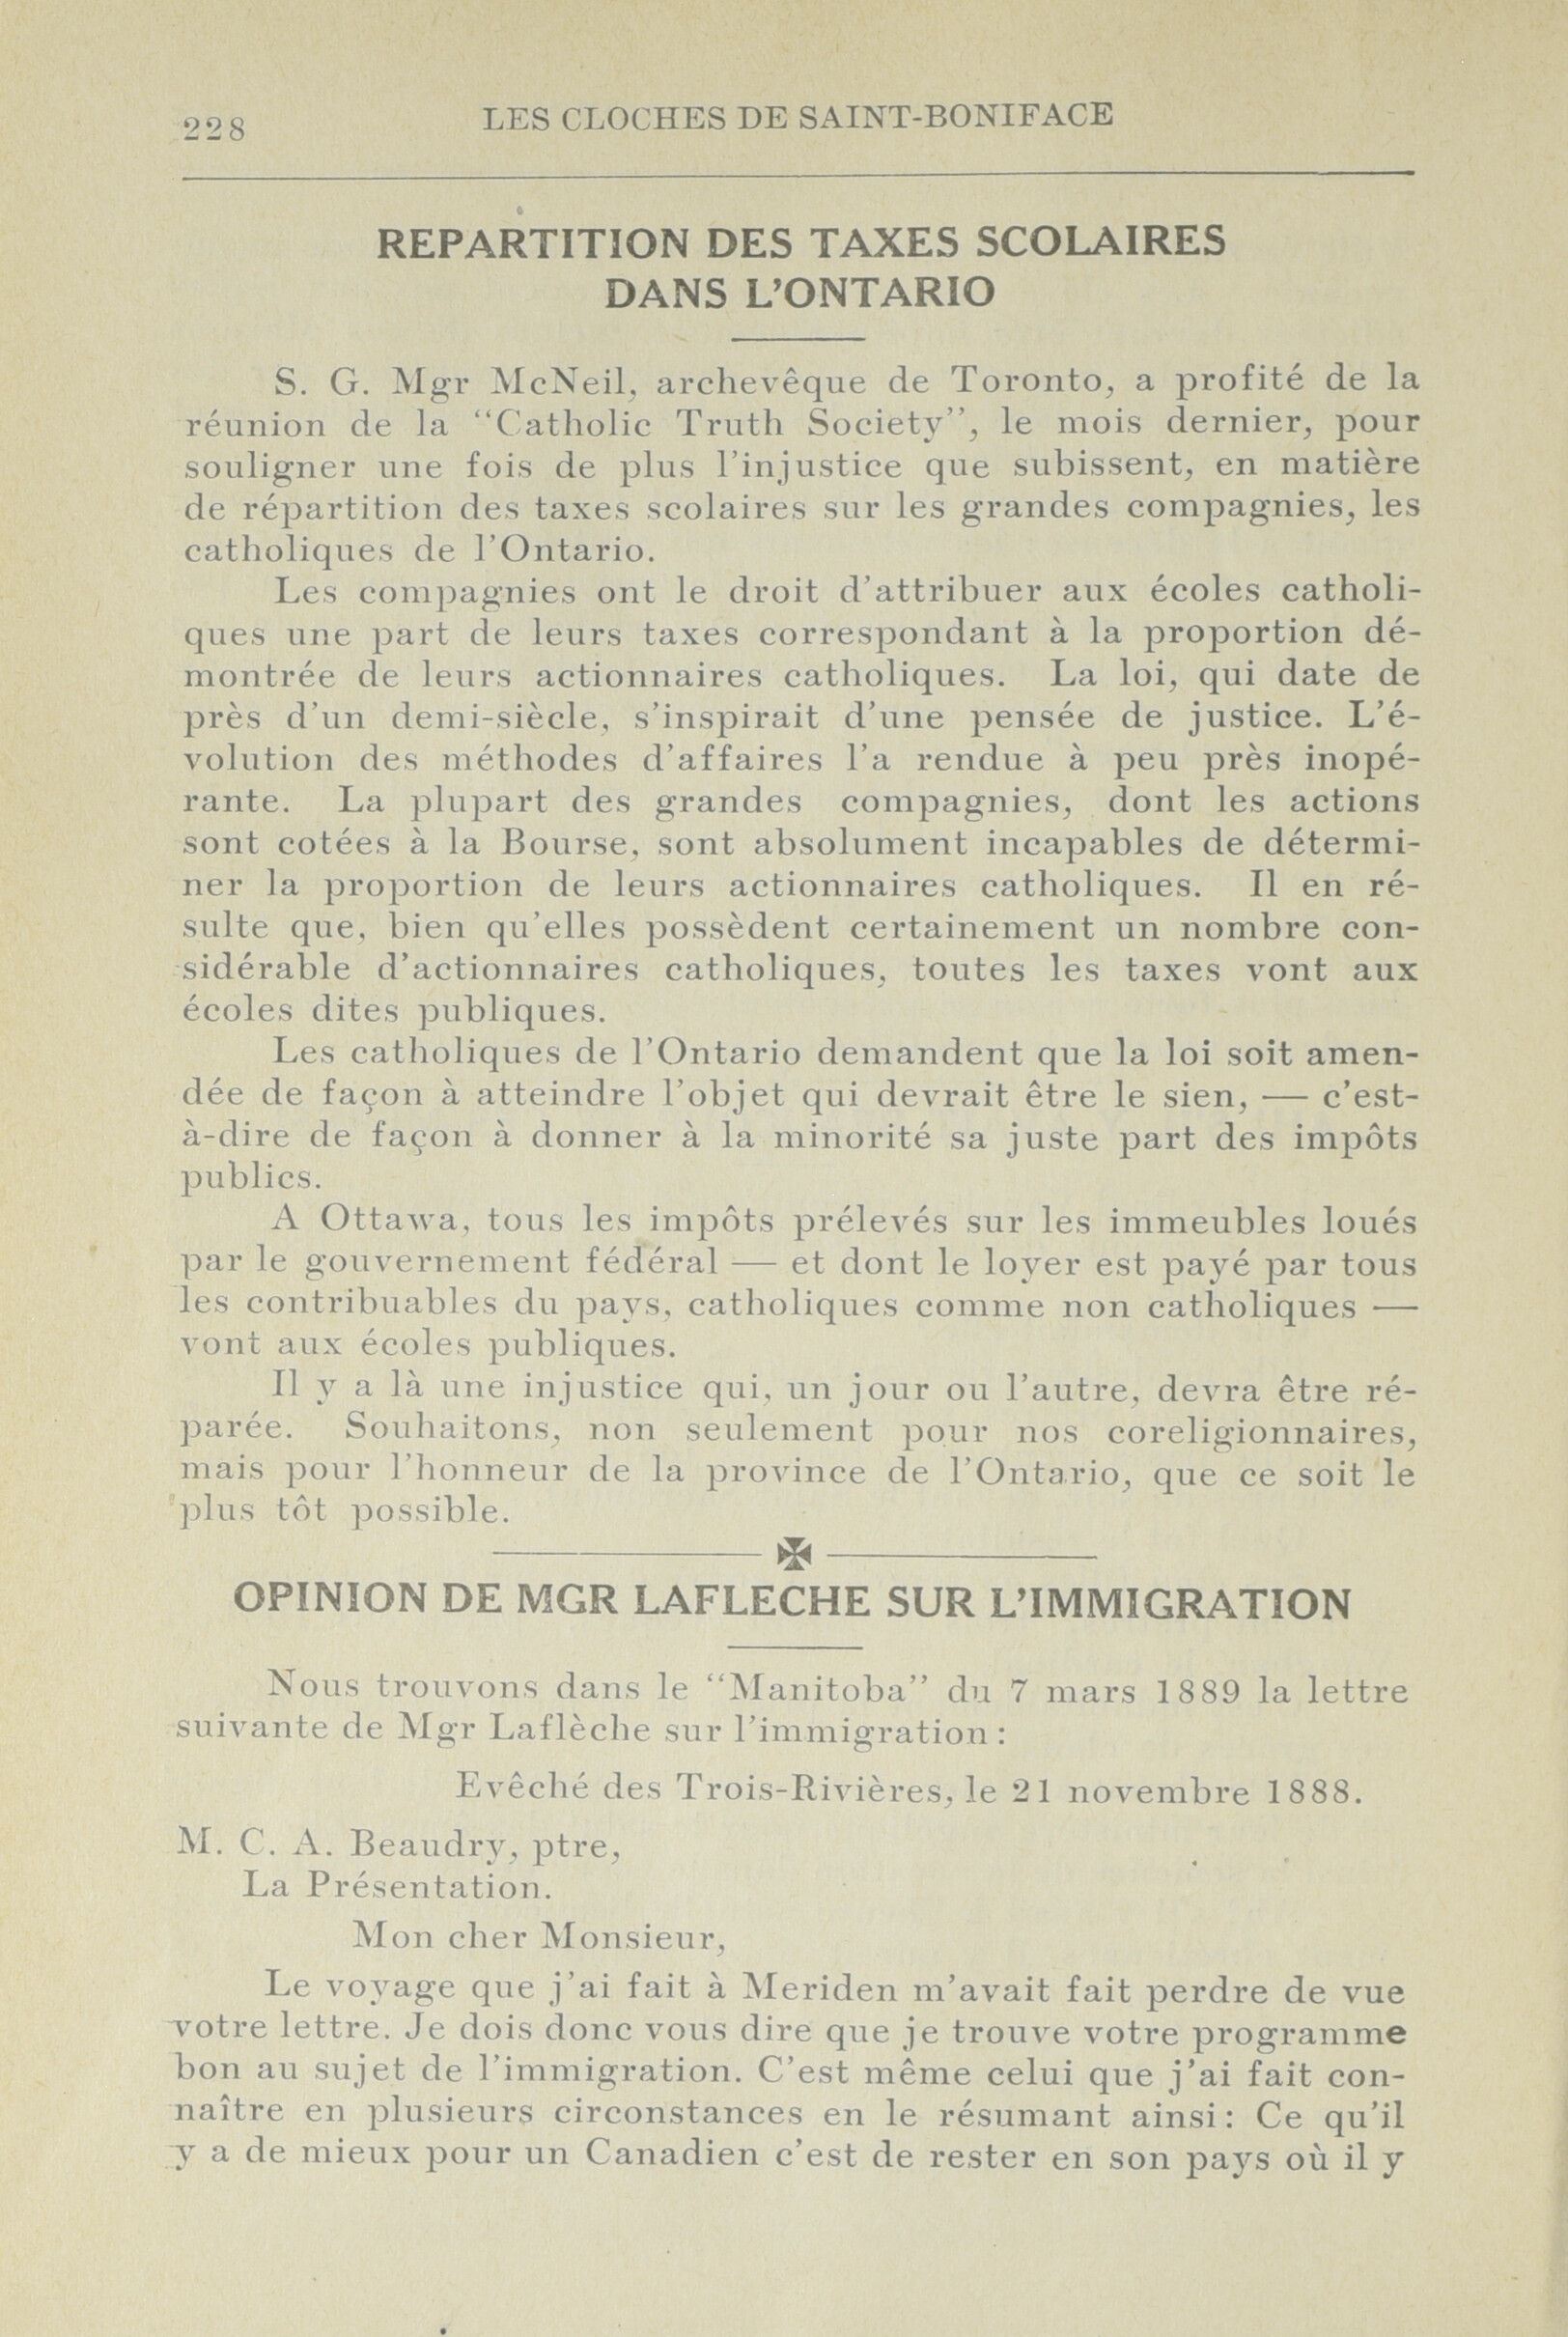 228
LES CLOCHES DE SAINT-BONIFACE
REPARTITION DES TAXES SCOLAIRES
DANS L'ONTARIO
S. G. Mgr McNeil, archevêque de Toronto, a profité de la
réunion de la “Catholic Truth Society”, le mois dernier, pour
souligner une fois de plus l'injustice que subissent, en matière
de répartition des taxes scolaires sur les grandes compagnies, les
catholiques de l'Ontario.
Les compagnies ont le droit d'attribuer aux écoles catholi-
ques une part de leurs taxes correspondant à la proportion dé-
montrée de leurs actionnaires catholiques. La loi, qui date de
près d'un demi-siècle, s'inspirait d'une pensée de justice. L'é-
volution des méthodes d'affaires l'a rendue à peu près inopé-
rante. La plupart des grandes compagnies, dont les actions
sont cotées à la Bourse, sont absolument incapables de détermi-
ner la proportion de leurs actionnaires catholiques. Il en ré-
sulte que, bien qu'elles possèdent certainement un nombre con-
sidérable d'actionnaires catholiques, toutes les taxes vont aux
écoles dites publiques.
Les catholiques de l'Ontario demandent que la loi soit amen-
dée de façon à atteindre l'objet qui devrait être le sien, — c'est-
à-dire de façon à donner à la minorité sa juste part des impôts
publics.
A Ottawa, tous les impôts prélevés sur les immeubles loués
par le gouvernement fédéral — et dont le loyer est payé par tous
les contribuables du pays, catholiques comme non catholiques —
vont aux écoles publiques.
Il y a là une injustice qui, un jour ou l'autre, devra être ré-
parée. Souhaitons, non seulement pour nos coreligionnaires,
mais pour l'honneur de la province de l'Ontario, que ce soit le
plus tôt possible.
OPINION DE MGR LAFLECHE SUR L'IMMIGRATION
Nous trouvons dans le “Manitoba” du 7 mars 1889 la lettre
suivante de Mgr Laflèche sur l'immigration :
Evêché des Trois-Rivières, le 21 novembre 1888.
M. C. A. Beaudry, ptre,
La Présentation.
Mon cher Monsieur,
Le voyage que j'ai fait à Meriden m'avait fait perdre de vue
votre lettre. Je dois donc vous dire que je trouve votre programme
bon au sujet de l'immigration. C'est même celui que j'ai fait con-
naître en plusieurs circonstances en le résumant ainsi: Ce qu'il
y a de mieux pour un Canadien c'est de rester en son pays où il y